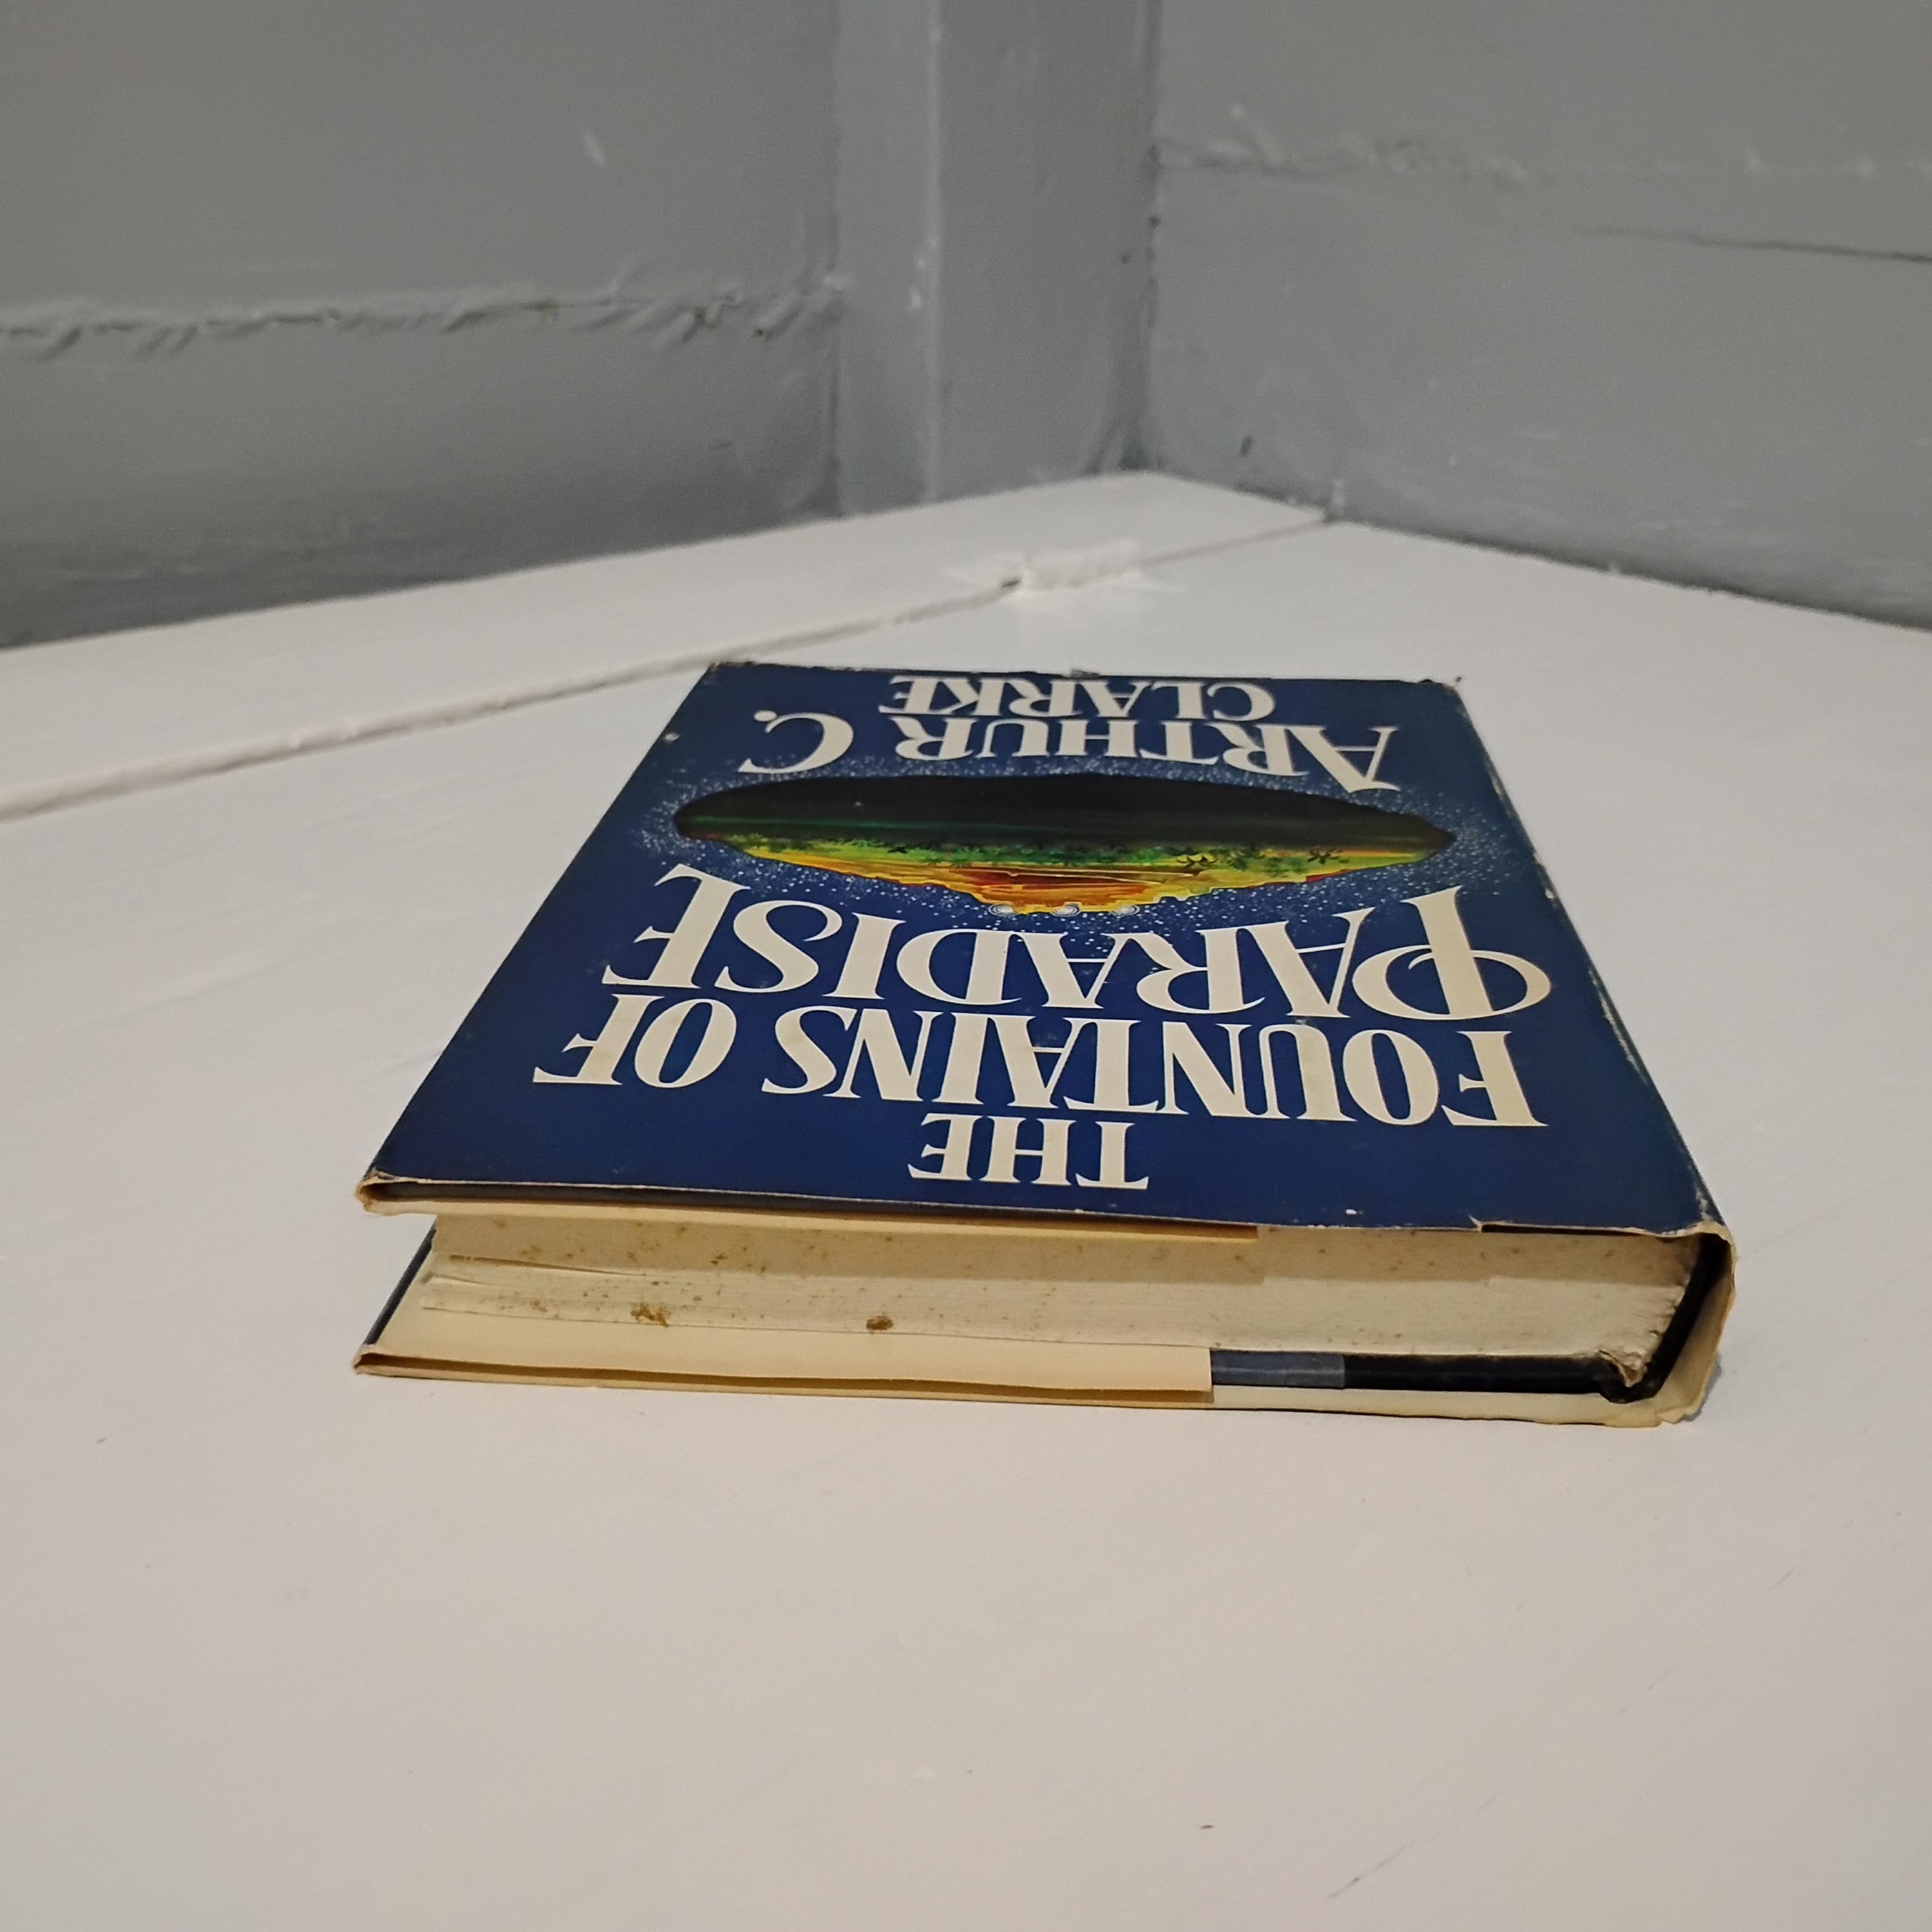 THE
FOUNTAINS OF
PARADISE
ARTHUR C.
CLARKE